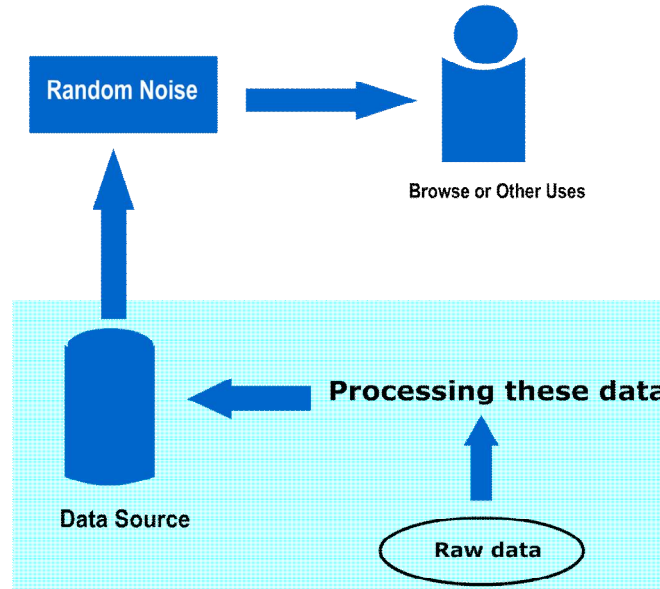 Random Noise
Browse or Other Uses
Processing these data
Data Source
Raw data